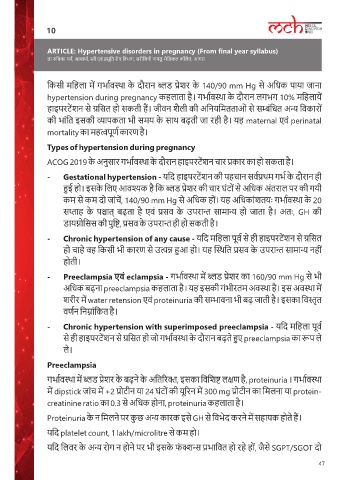 10
mch
ARTICLE: Hypertensive disorders in pregnancy (From final year syllabus)
किसी महिला में गर्भावस्था के दौरान ब्लड प्रेशर के 140/90 mm Hg से अधिक पाया जाना
hypertension during pregnancy कहलाता है। गर्भावस्था के दौरान लगभग 10% महिलायें
हाइपरटेंशन से ग्रसित हो सकती हैं। जीवन शैली की अनियमितताओं से सम्बंधित अन्य विकारों
की भांति इसकी व्यापकता भी समय के साथ बढ़ती जा रही है। यह maternal एवं perinatal
mortality का महत्वपूर्ण कारण है।
Types of hypertension during pregnancy
ACOG 2019 के अनुसार गर्भावस्था के दौरान हाइपरटेंशन चार प्रकार का हो सकता है।
- Gestational hypertension - यदि हाइपरटेंशन की पहचान सर्वप्रथम गर्भ के दौरान ही
हुई हो। इसके लिए आवश्यक है कि ब्लड प्रेशर की चार घंटों से अधिक अंतराल पर की गयी
कम से कम दो जांचें, 140/90 mm Hg से अधिक हों। यह अधिकांशतयः गर्भावस्था के 20
सप्ताह के पश्चात् बढ़ता है एवं प्रसव के उपरान्त सामान्य हो जाता है। अतः, GH की
डायग्नोसिस की पुष्टि, प्रसव के उपरान्त ही हो सकती है।
- Chronic hypertension of any cause - यदि महिला पूर्व से ही हाइपरटेंशन से ग्रसित
हो चाहे वह किसी भी कारण से उत्पन्न हुआ हो। यह स्थिति प्रसव के उपरान्त सामान्य नहीं
होती।
- Preeclampsia एवं eclampsia - गर्भावस्था में ब्लड प्रेशर का 160/90 mm Hg से भी
अधिक बढ़ना preeclampsia कहलाता है। यह इसकी गंभीरतम अवस्था है। इस अवस्था में
शरीर में water retension एवं proteinuria की सम्भावना भी बढ़ जाती है। इसका विस्तृत
वर्णन निम्नांकित है।
- Chronic hypertension with superimposed preeclampsia - यदि महिला पूर्व
से ही हाइपरटेंशन से ग्रसित हो जो गर्भावस्था के दौरान बढ़ते हुए preeclampsia का रूप ले
ले।
Preeclampsia
गर्भावस्था में ब्लड प्रेशर के बढ़ने के अतिरिक्त, इसका विशिष्ट लक्षण है, proteinuria । गर्भावस्था
में dipstick जांच में +2 प्रोटीन या 24 घंटों की यूरिन में 300 mg प्रोटीन का मिलना या protein-
creatinine ratio का 0.3 से अधिक होना, proteinuria कहलाता है।
Proteinuria के न मिलने पर कुछ अन्य कारक इसे GH से विभेद करने में सहायक होते हैं।
यदि platelet count, 1 lakh/microlitre से कम हो।
यदि लिवर के अन्य रोग न होने पर भी इसके फंक्शन्स प्रभावित हो रहे हों, जैसे SGPT/SGOT दो
47